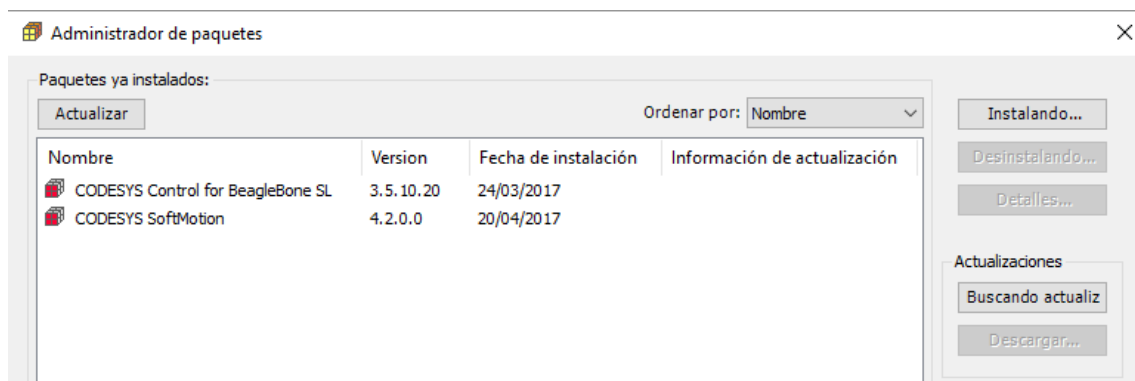 Administrador de paquetes
Paquetes ya instalados:
Actualizar
Ordenar por: Nombre
Instalando...
Nombre Version Fecha de instalación Información de actualización
Desinstalando...
CODESYS Control for BeagleBone SL 3.5.10.20 24/03/2017
Detalles...
CODESYS SoftMotion 4.2.0.0 20/04/2017
Actualizaciones
Buscando actualiz
Descargar...